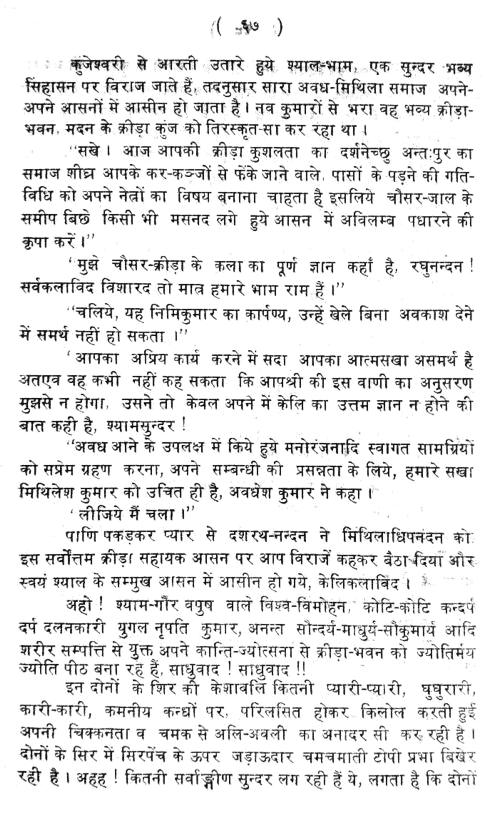 ( ६७ )
कुंजेश्वरी से आरती उतारे हुये श्याल-भाम, एक सुन्दर भव्य
सिंहासन पर विराज जाते हैं, तदनुसार सारा अवध-मिथिला समाज अपने-
अपने आसनों में आसीन हो जाता है। नव कुमारों से भरा वह भव्य क्रीड़ा-
भवन, मदन के क्रीड़ा कुंज को तिरस्कृत-सा कर रहा था।
"सखे ! आज आपकी क्रीड़ा कुशलता का दर्शनेच्छु अन्तःपुर का
समाज शीघ्र आपके कर-कञ्जों से फेंके जाने वाले, पासों के पड़ने की गति-
विधि को अपने नेत्रों का विषय बनाना चाहता है इसलिये चौसर-जाल के
समीप बिछे किसी भी मसनद लगे हुये आसन में अविलम्ब पधारने की
कृपा करें।"
'मुझे चौसर-क्रीड़ा के कला का पूर्ण ज्ञान कहाँ है, रघुनन्दन !
सर्वकलाविद विशारद तो मात्र हमारे भाम राम हैं।"
"चलिये, यह निमिकुमार का कार्पण्य, उन्हें खेले बिना अवकाश देने
में समर्थ नहीं हो सकता।"
'आपका अप्रिय कार्य करने में सदा आपका आत्मसखा असमर्थ है
अतएव वह कभी नहीं कह सकता कि आपश्री की इस वाणी का अनुसरण
मुझसे न होगा, उसने तो केवल अपने में केलि का उत्तम ज्ञान न होने की
बात कही है, श्यामसुन्दर !
"अवध आने के उपलक्ष में किये हुये मनोरंजनादि स्वागत सामग्रियों
को सप्रेम ग्रहण करना, अपने सम्बन्धी की प्रसन्नता के लिये, हमारे सखा
मिथिलेश कुमार को उचित ही है, अवधेश कुमार ने कहा।
'लीजिये मैं चला।"
पाणि पकड़कर प्यार से दशरथ-नन्दन ने मिथिलाधिपनंदन को
इस सर्वोत्तम क्रीड़ा सहायक आसन पर आप विराजें कहकर बैठा दिया और
स्वयं श्याल के सम्मुख आसन में आसीन हो गये, केलिकलाविंद।
अहो ! श्याम-गौर वपुष वाले विश्व-विमोहन, कोटि-कोटि कन्दर्प
दर्प दलनकारी युगल नृपति कुमार, अनन्त सौन्दर्य-माधुर्य-सौकुमार्य आदि
शरीर सम्पत्ति से युक्त अपने कान्ति-ज्योत्सना से क्रीड़ा-भवन को ज्योतिर्मय
ज्योति पीठ बना रहे हैं, साधुवाद ! साधुवाद !!
इन दोनों के शिर की केशावलि कितनी प्यारी-प्यारी, घुघुरारी,
कारी-कारी, कमनीय कन्धों पर, परिलसित होकर किलोल करती हुई
अपनी चिक्कनता व चमक से अलि-अवली का अनादर सी कर रही है।
दोनों के सिर में सिरपेंच के ऊपर जड़ाऊदार चमचमाती टोपी प्रभा बिखेर
रही है। अहह ! कितनी सर्वाङ्गीण सुन्दर लग रही हैं ये, लगता है कि दोनों